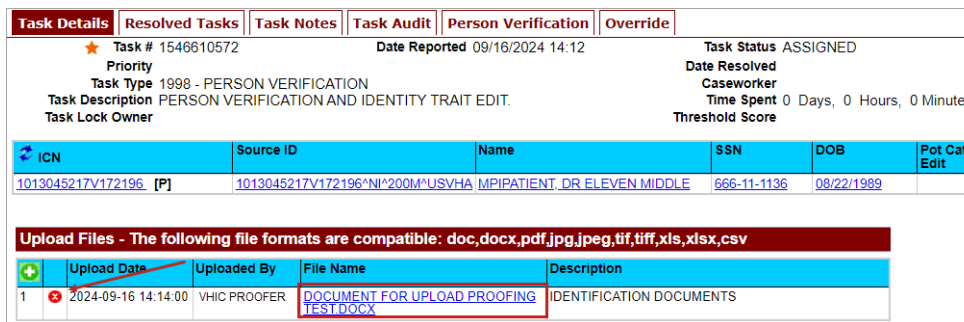 Task Details Resolved Tasks Task Notes Task Audit Person Verification Override
Task # 1546610572 Date Reported 09/16/2024 14:12 Task Status ASSIGNED
Priority Date Resolved
Task Type 1998 - PERSON VERIFICATION Caseworker
Task Description PERSON VERIFICATION AND IDENTITY TRAIT EDIT. Time Spent 0 Days, 0 Hours, 0 Minute
Task Lock Owner Threshold Score
ICN Source ID Name SSN DOB Pot Cat
Edit
1013045217V172196 [P] 1013045217V172196^NI^200M^USVHA MPIPATIENT, DR ELEVEN MIDDLE 666-11-1136 08/22/1989
Upload Files - The following file formats are compatible: doc,docx,pdf,jpg,jpeg,tif,tiff,xls,xlsx,csv
Upload Date Uploaded By File Name Description
1 2024-09-16 14:14:00 VHIC PROOFER DOCUMENT FOR UPLOAD PROOFING IDENTIFICATION DOCUMENTS
TEST.DOCX